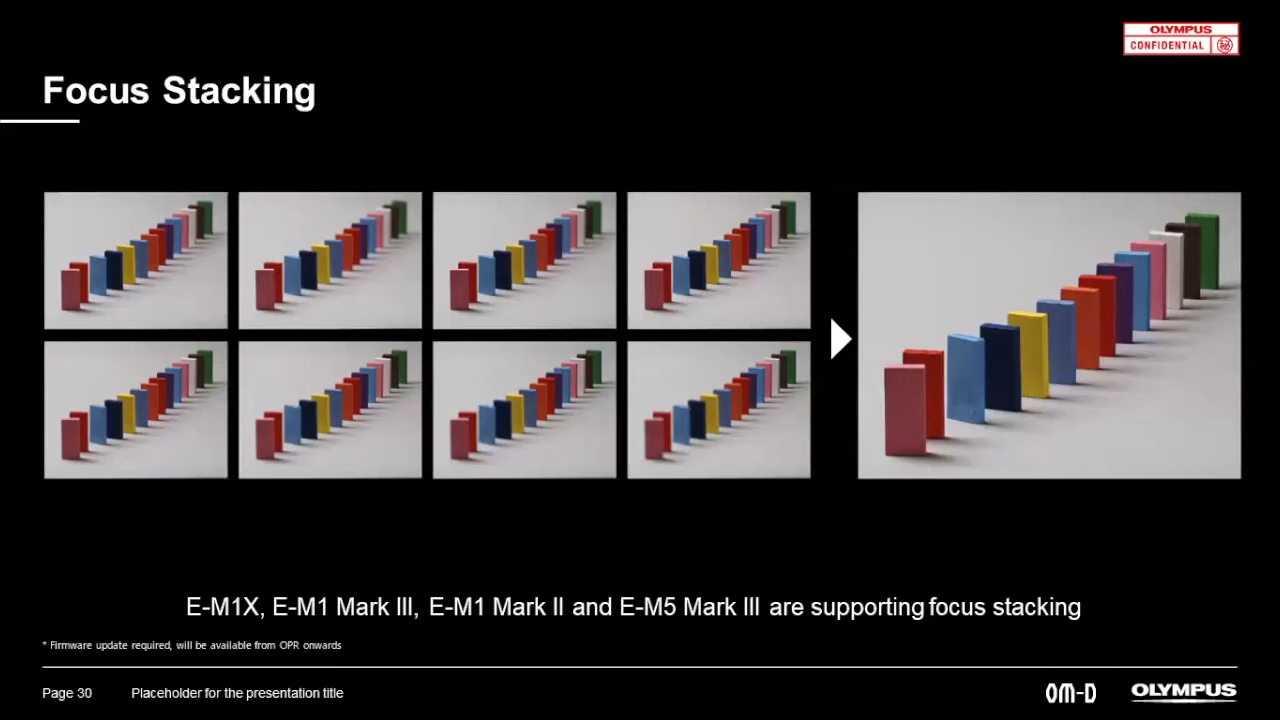 OLYMPUS
CONFIDENTIAL
Focus Stacking
E-M1X, E-M1 Mark III, E-M1 Mark II and E-M5 Mark III are supporting focus stacking
* Firmware update required, will be available from OPR onwards
Page 30 Placeholder for the presentation title
OM-D OLYMPUS